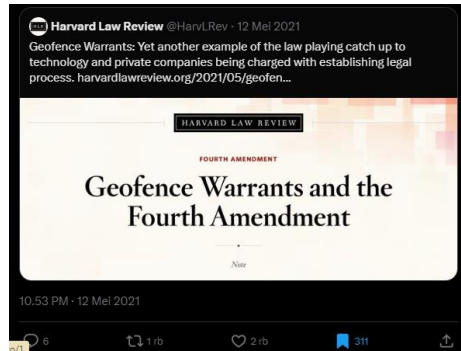 Harvard Law Review @HarvLRev · 12 Mei 2021
Geofence Warrants: Yet another example of the law playing catch up to
technology and private companies being charged with establishing legal
process. harvardlawreview.org/2021/05/geofen...
HARVARD LAW REVIEW
FOURTH AMENDMENT
Geofence Warrants and the
Fourth Amendment
Note
10.53 PM · 12 Mei 2021
6 1 rb 2 rb 311